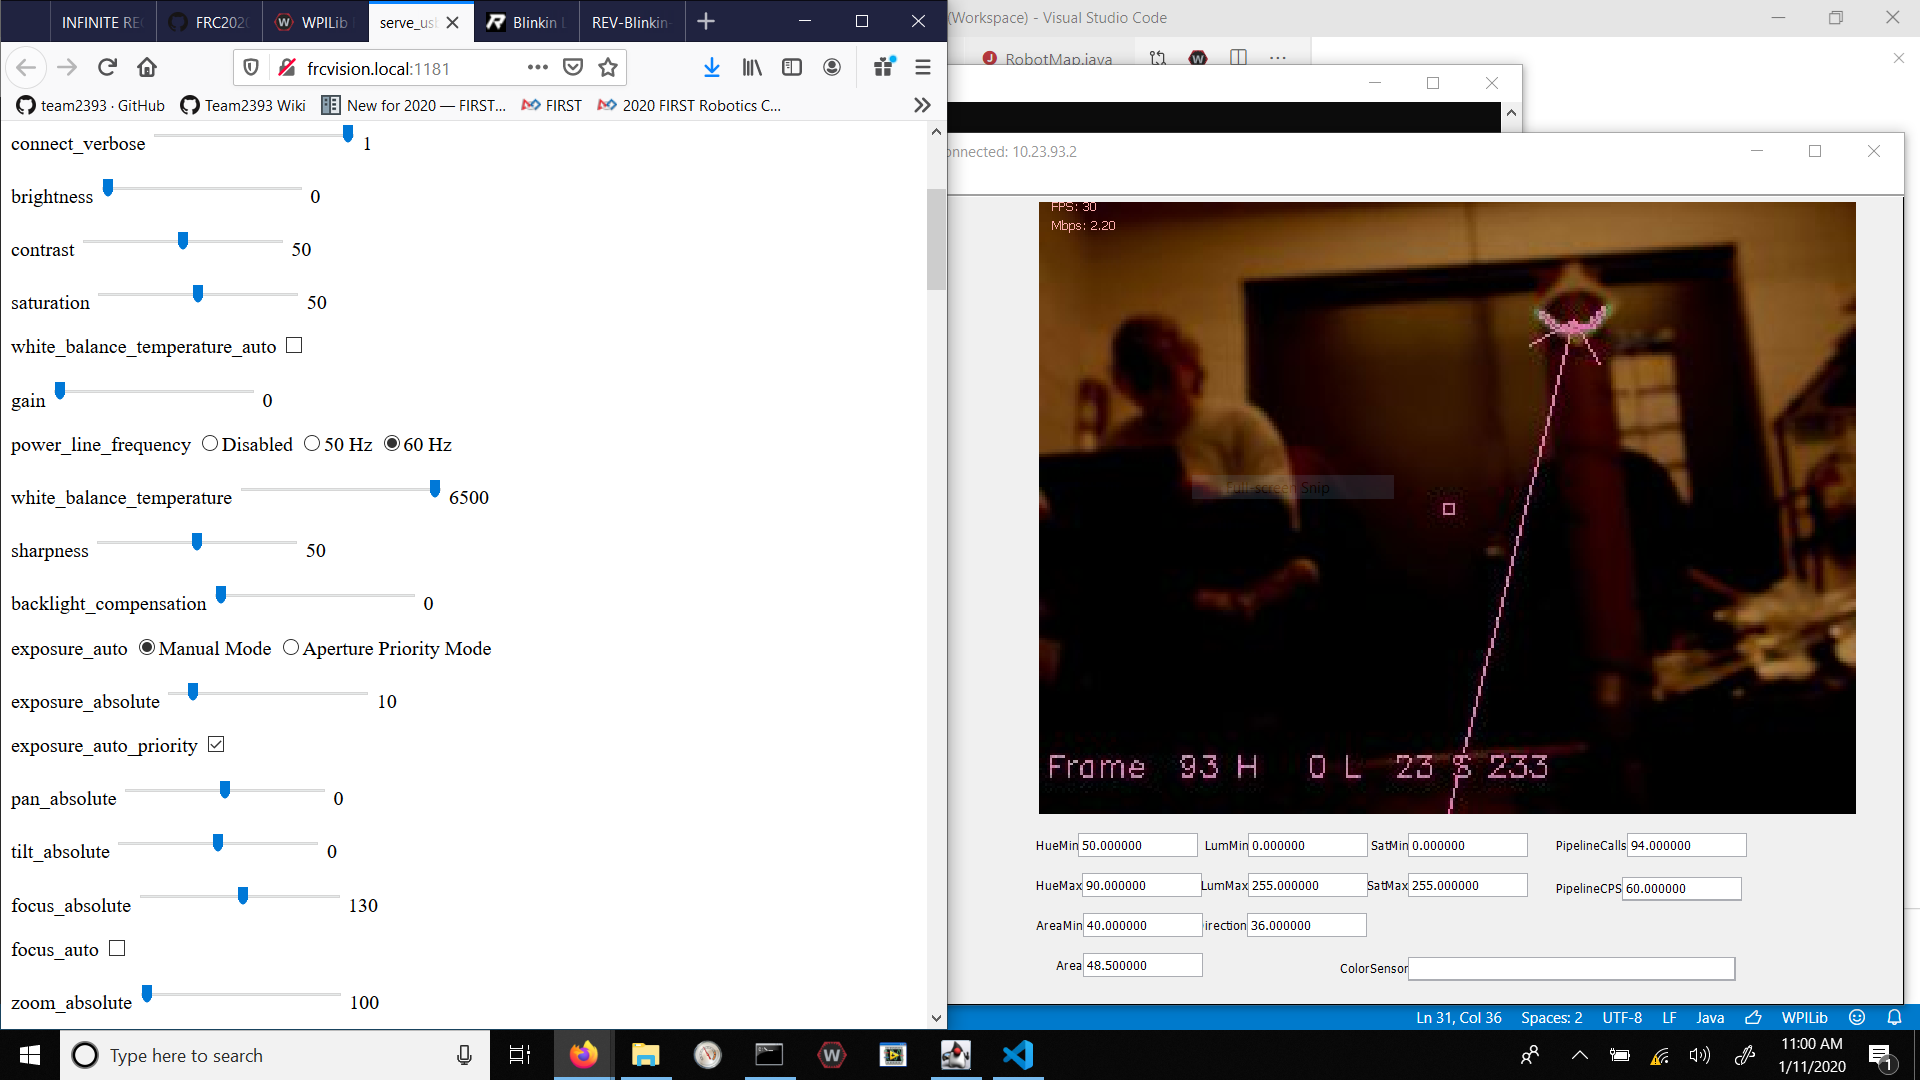 INFINITE RE
FRC202
WPILib
serve_us
Blinkin
REV-Blinkin-
(Workspace) - Visual Studio Code
frcvision.local:1181
RobotMap.java
team2393 · GitHub
Team2393 Wiki
New for 2020 — FIRST...
FIRST
2020 FIRST Robotics C...
connect_verbose 1
onnected: 10.23.93.2
brightness 0
FPS: 30
Mbps: 2.20
contrast 50
saturation 50
white_balance_temperature_auto
gain 0
power_line_frequency Disabled 50 Hz 60 Hz
white_balance_temperature 6500
Full-screen Snip
sharpness 50
backlight_compensation 0
exposure_auto Manual Mode Aperture Priority Mode
exposure_absolute 10
exposure_auto_priority
Frame 93 H 0 L 23 S 233
pan_absolute 0
tilt_absolute 0
HueMin 50.000000 LumMin 0.000000 SatMin 0.000000 PipelineCalls 94.000000
HueMax 90.000000 LumMax 255.000000 SatMax 255.000000 PipelineCPS 60.000000
focus_absolute 130
AreaMin 40.000000 irection 36.000000
focus_auto
Area 48.500000 ColorSensor
zoom_absolute 100
Ln 31, Col 36 Spaces: 2 UTF-8 LF Java WPILib
Type here to search
11:00 AM
1/11/2020
1